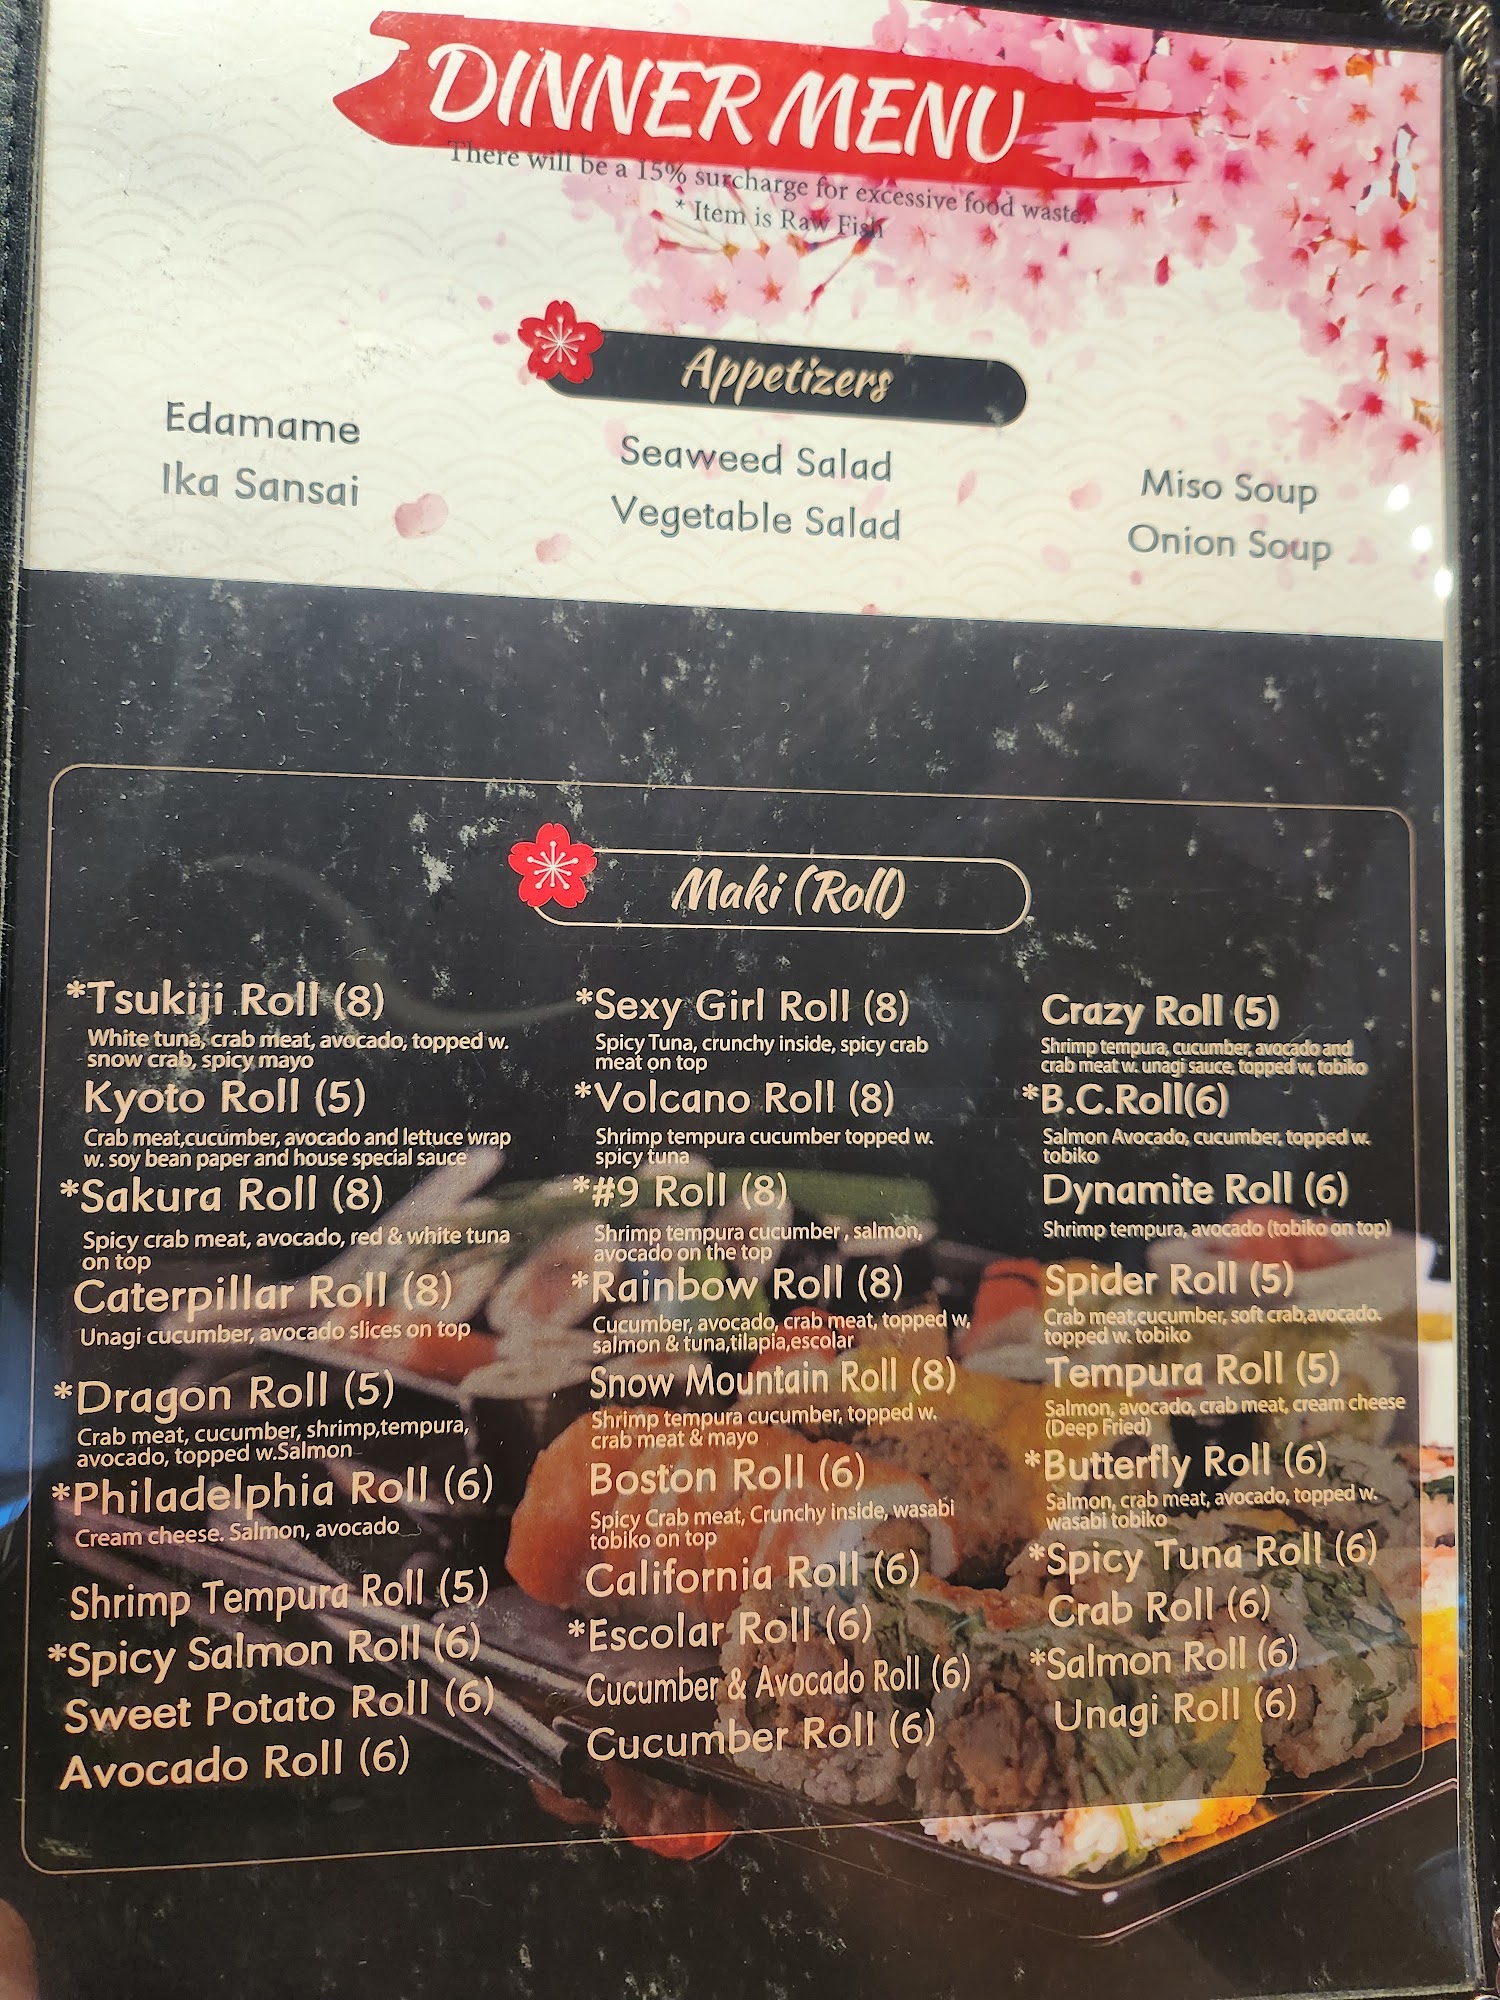 DINNER MENU
There will be a 15% surcharge for excessive food waste.
* Item is Raw Fish
Appetizers
Edamame
Ika Sansai
Seaweed Salad
Vegetable Salad
Miso Soup
Onion Soup
Maki (Roll)
*Tsukiji Roll (8)
White tuna, crab meat, avocado, topped w.
snow crab, spicy mayo
Kyoto Roll (5)
Crab meat,cucumber, avocado and lettuce wrap
w. soy bean paper and house special sauce
*Sakura Roll (8)
Spicy crab meat, avocado, red & white tuna
on top
Caterpillar Roll (8)
Unagi cucumber, avocado slices on top
*Dragon Roll (5)
Crab meat, cucumber, shrimp,tempura,
avocado, topped w.Salmon
*Philadelphia Roll (6)
Cream cheese. Salmon, avocado
Shrimp Tempura Roll (5)
*Spicy Salmon Roll (6)
Sweet Potato Roll (6)
Avocado Roll (6)
*Sexy Girl Roll (8)
Spicy Tuna, crunchy inside, spicy crab
meat on top
*Volcano Roll (8)
Shrimp tempura cucumber topped w.
spicy tuna
*#9 Roll (8)
Shrimp tempura cucumber , salmon,
avocado on the top
*Rainbow Roll (8)
Cucumber, avocado, crab meat, topped w,
salmon & tuna,tilapia,escolar
Snow Mountain Roll (8)
Shrimp tempura cucumber, topped w.
crab meat & mayo
Boston Roll (6)
Spicy Crab meat, Crunchy inside, wasabi
tobiko on top
California Roll (6)
*Escolar Roll (6)
Cucumber & Avocado Roll (6)
Cucumber Roll (6)
Crazy Roll (5)
Shrimp tempura, cucumber, avocado and
crab meat w. unagi sauce, topped w, tobiko
*B.C.Roll(6)
Salmon Avocado, cucumber, topped w.
tobiko
Dynamite Roll (6)
Shrimp tempura, avocado (tobiko on top)
Spider Roll (5)
Crab meat,cucumber, soft crab,avocado.
topped w. tobiko
Tempura Roll (5)
Salmon, avocado, crab meat, cream cheese
(Deep Fried)
*Butterfly Roll (6)
Salmon, crab meat, avocado, topped w.
wasabi tobiko
*Spicy Tuna Roll (6)
Crab Roll (6)
*Salmon Roll (6)
Unagi Roll (6)